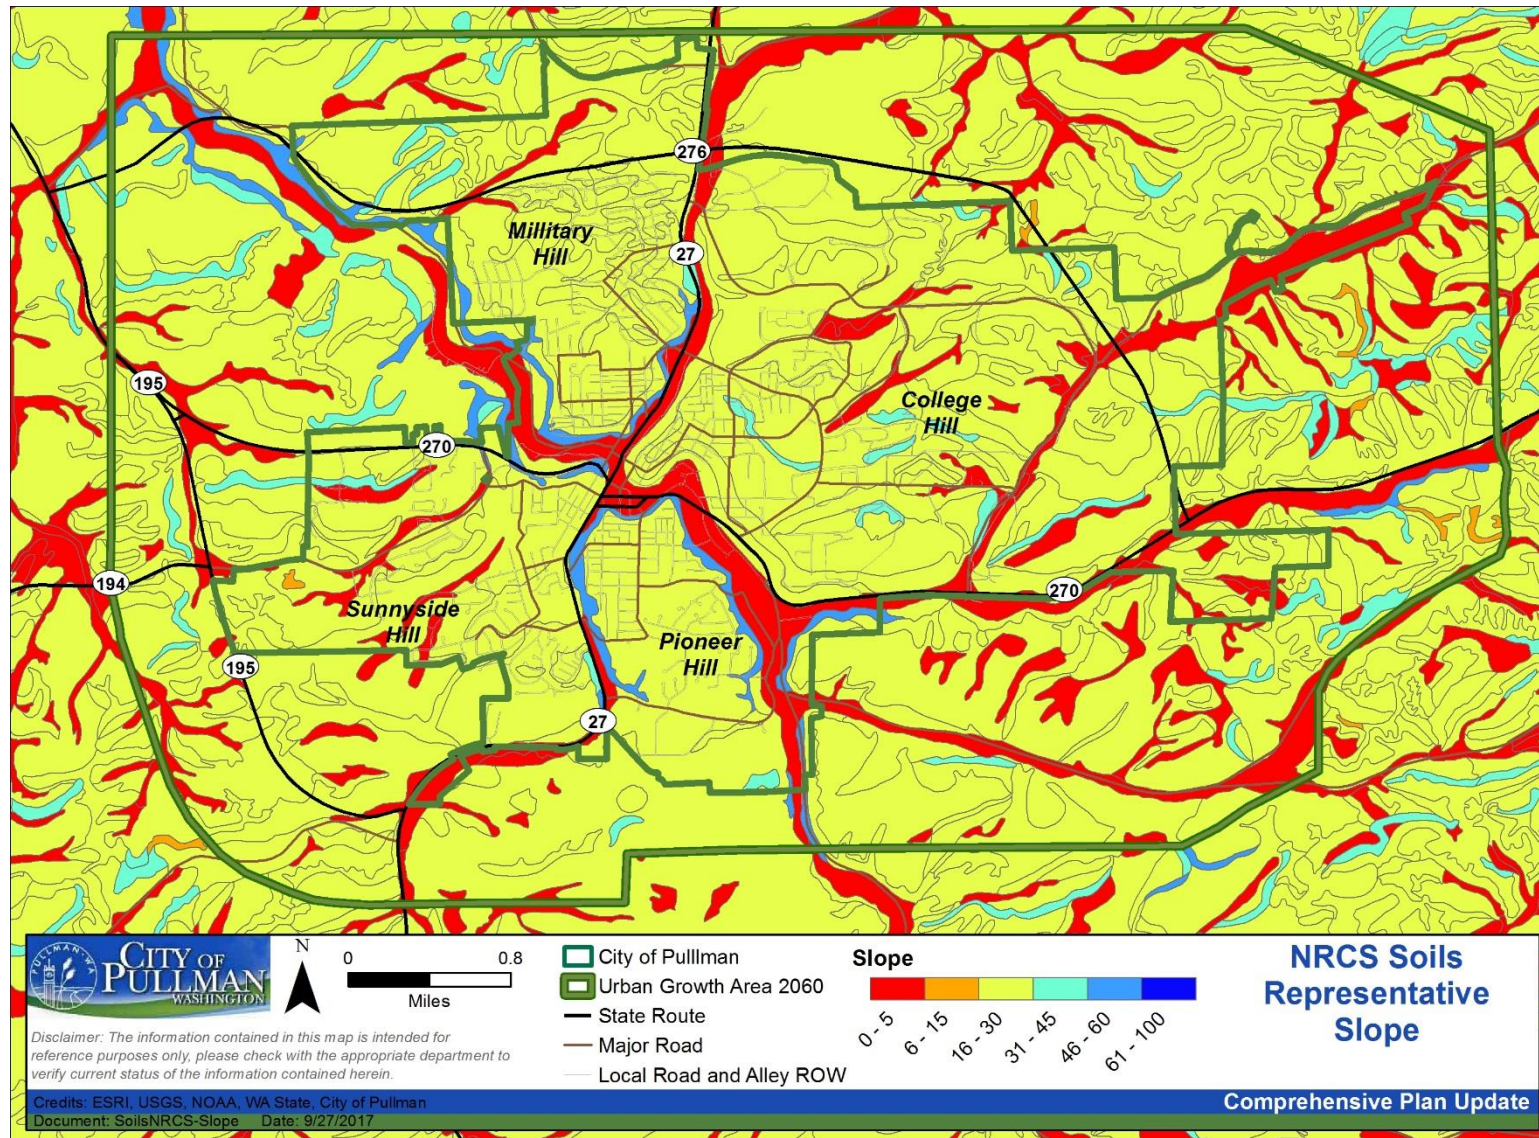 276
Millitary
Hill
27
195
College
Hill
270
194
270
Sunnyside
Hill
Pioneer
Hill
195
27
PULLMAN·WA
CITY OF
PULLMAN
WASHINGTON
N
0 0.8
Miles
Disclaimer: The information contained in this map is intended for
reference purposes only, please check with the appropriate department to
verify current status of the information contained herein.
City of Pulllman
Urban Growth Area 2060
State Route
Major Road
Local Road and Alley ROW
Slope
0 - 5
6 - 15
16 - 30
31 - 45
46 - 60
61 - 100
NRCS Soils
Representative
Slope
Credits: ESRI, USGS, NOAA, WA State, City of Pullman
Document: SoilsNRCS-Slope Date: 9/27/2017
Comprehensive Plan Update